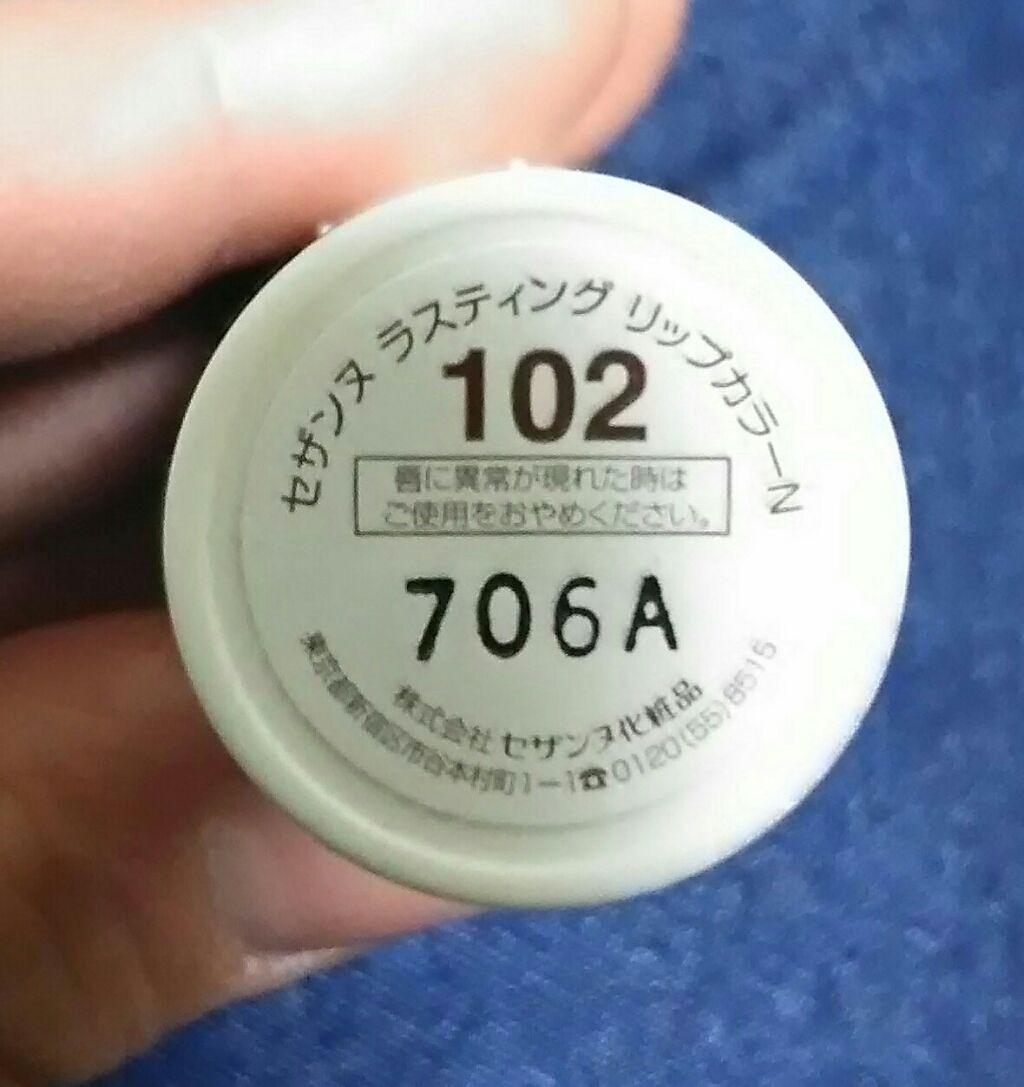 セザンヌ ラスティング リップカラーN
102
唇に異常が現れた時は
ご使用をおやめください。
706A
株式会社 セザンヌ化粧品
東京都新宿区市谷本村町1-1☎0120(55)8515